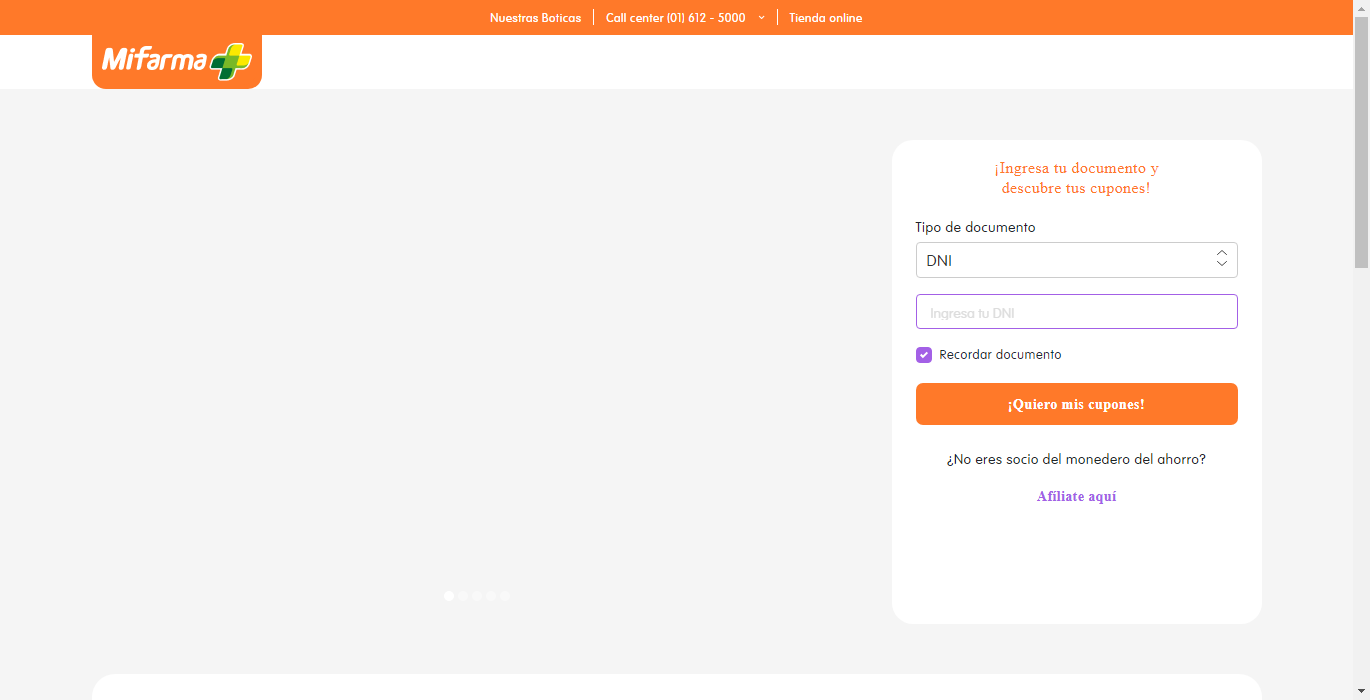 Nuestras Boticas
Call center (01) 612 - 5000
Tienda online
Mifarma
¡Ingresa tu documento y
descubre tus cupones!
Tipo de documento
DNI
Ingresa tu DNI
Recordar documento
¡Quiero mis cupones!
¿No eres socio del monedero del ahorro?
Afíliate aquí